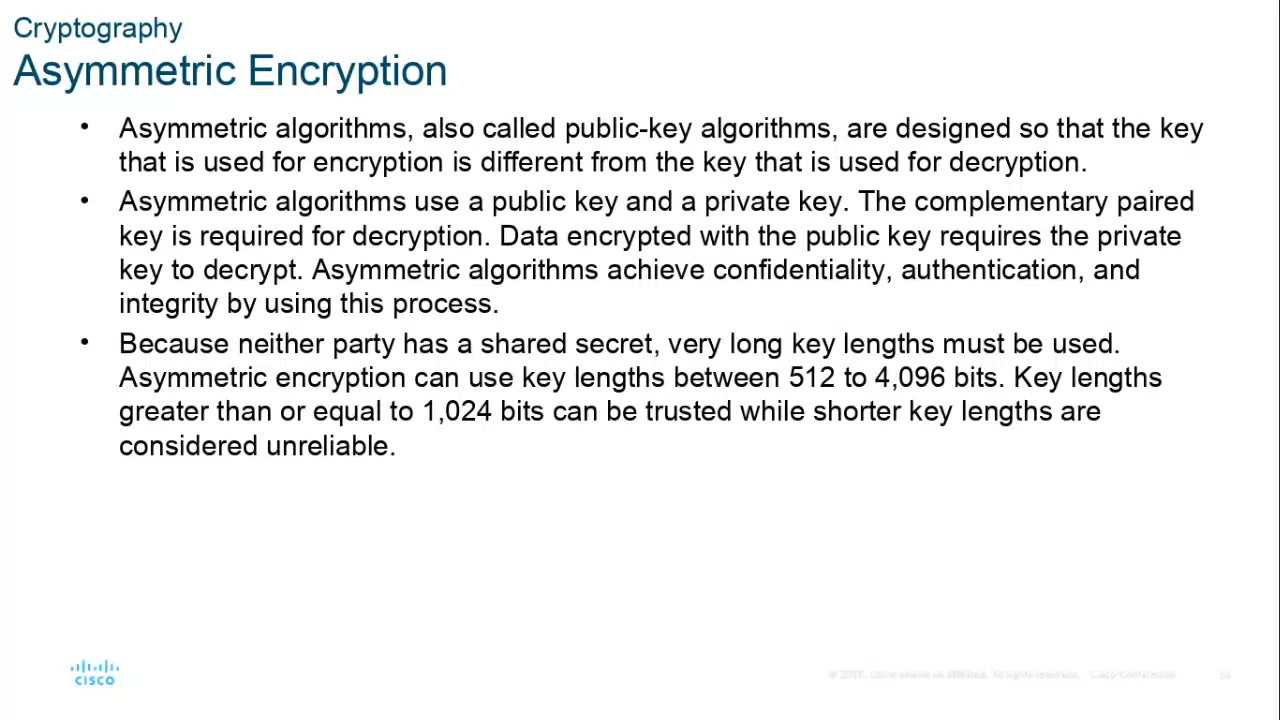 Cryptography
Asymmetric Encryption
• Asymmetric algorithms, also called public-key algorithms, are designed so that the key
that is used for encryption is different from the key that is used for decryption.
• Asymmetric algorithms use a public key and a private key. The complementary paired
key is required for decryption. Data encrypted with the public key requires the private
key to decrypt. Asymmetric algorithms achieve confidentiality, authentication, and
integrity by using this process.
• Because neither party has a shared secret, very long key lengths must be used.
Asymmetric encryption can use key lengths between 512 to 4,096 bits. Key lengths
greater than or equal to 1,024 bits can be trusted while shorter key lengths are
considered unreliable.
CISCO
All rights reserved. Cisco Confidential